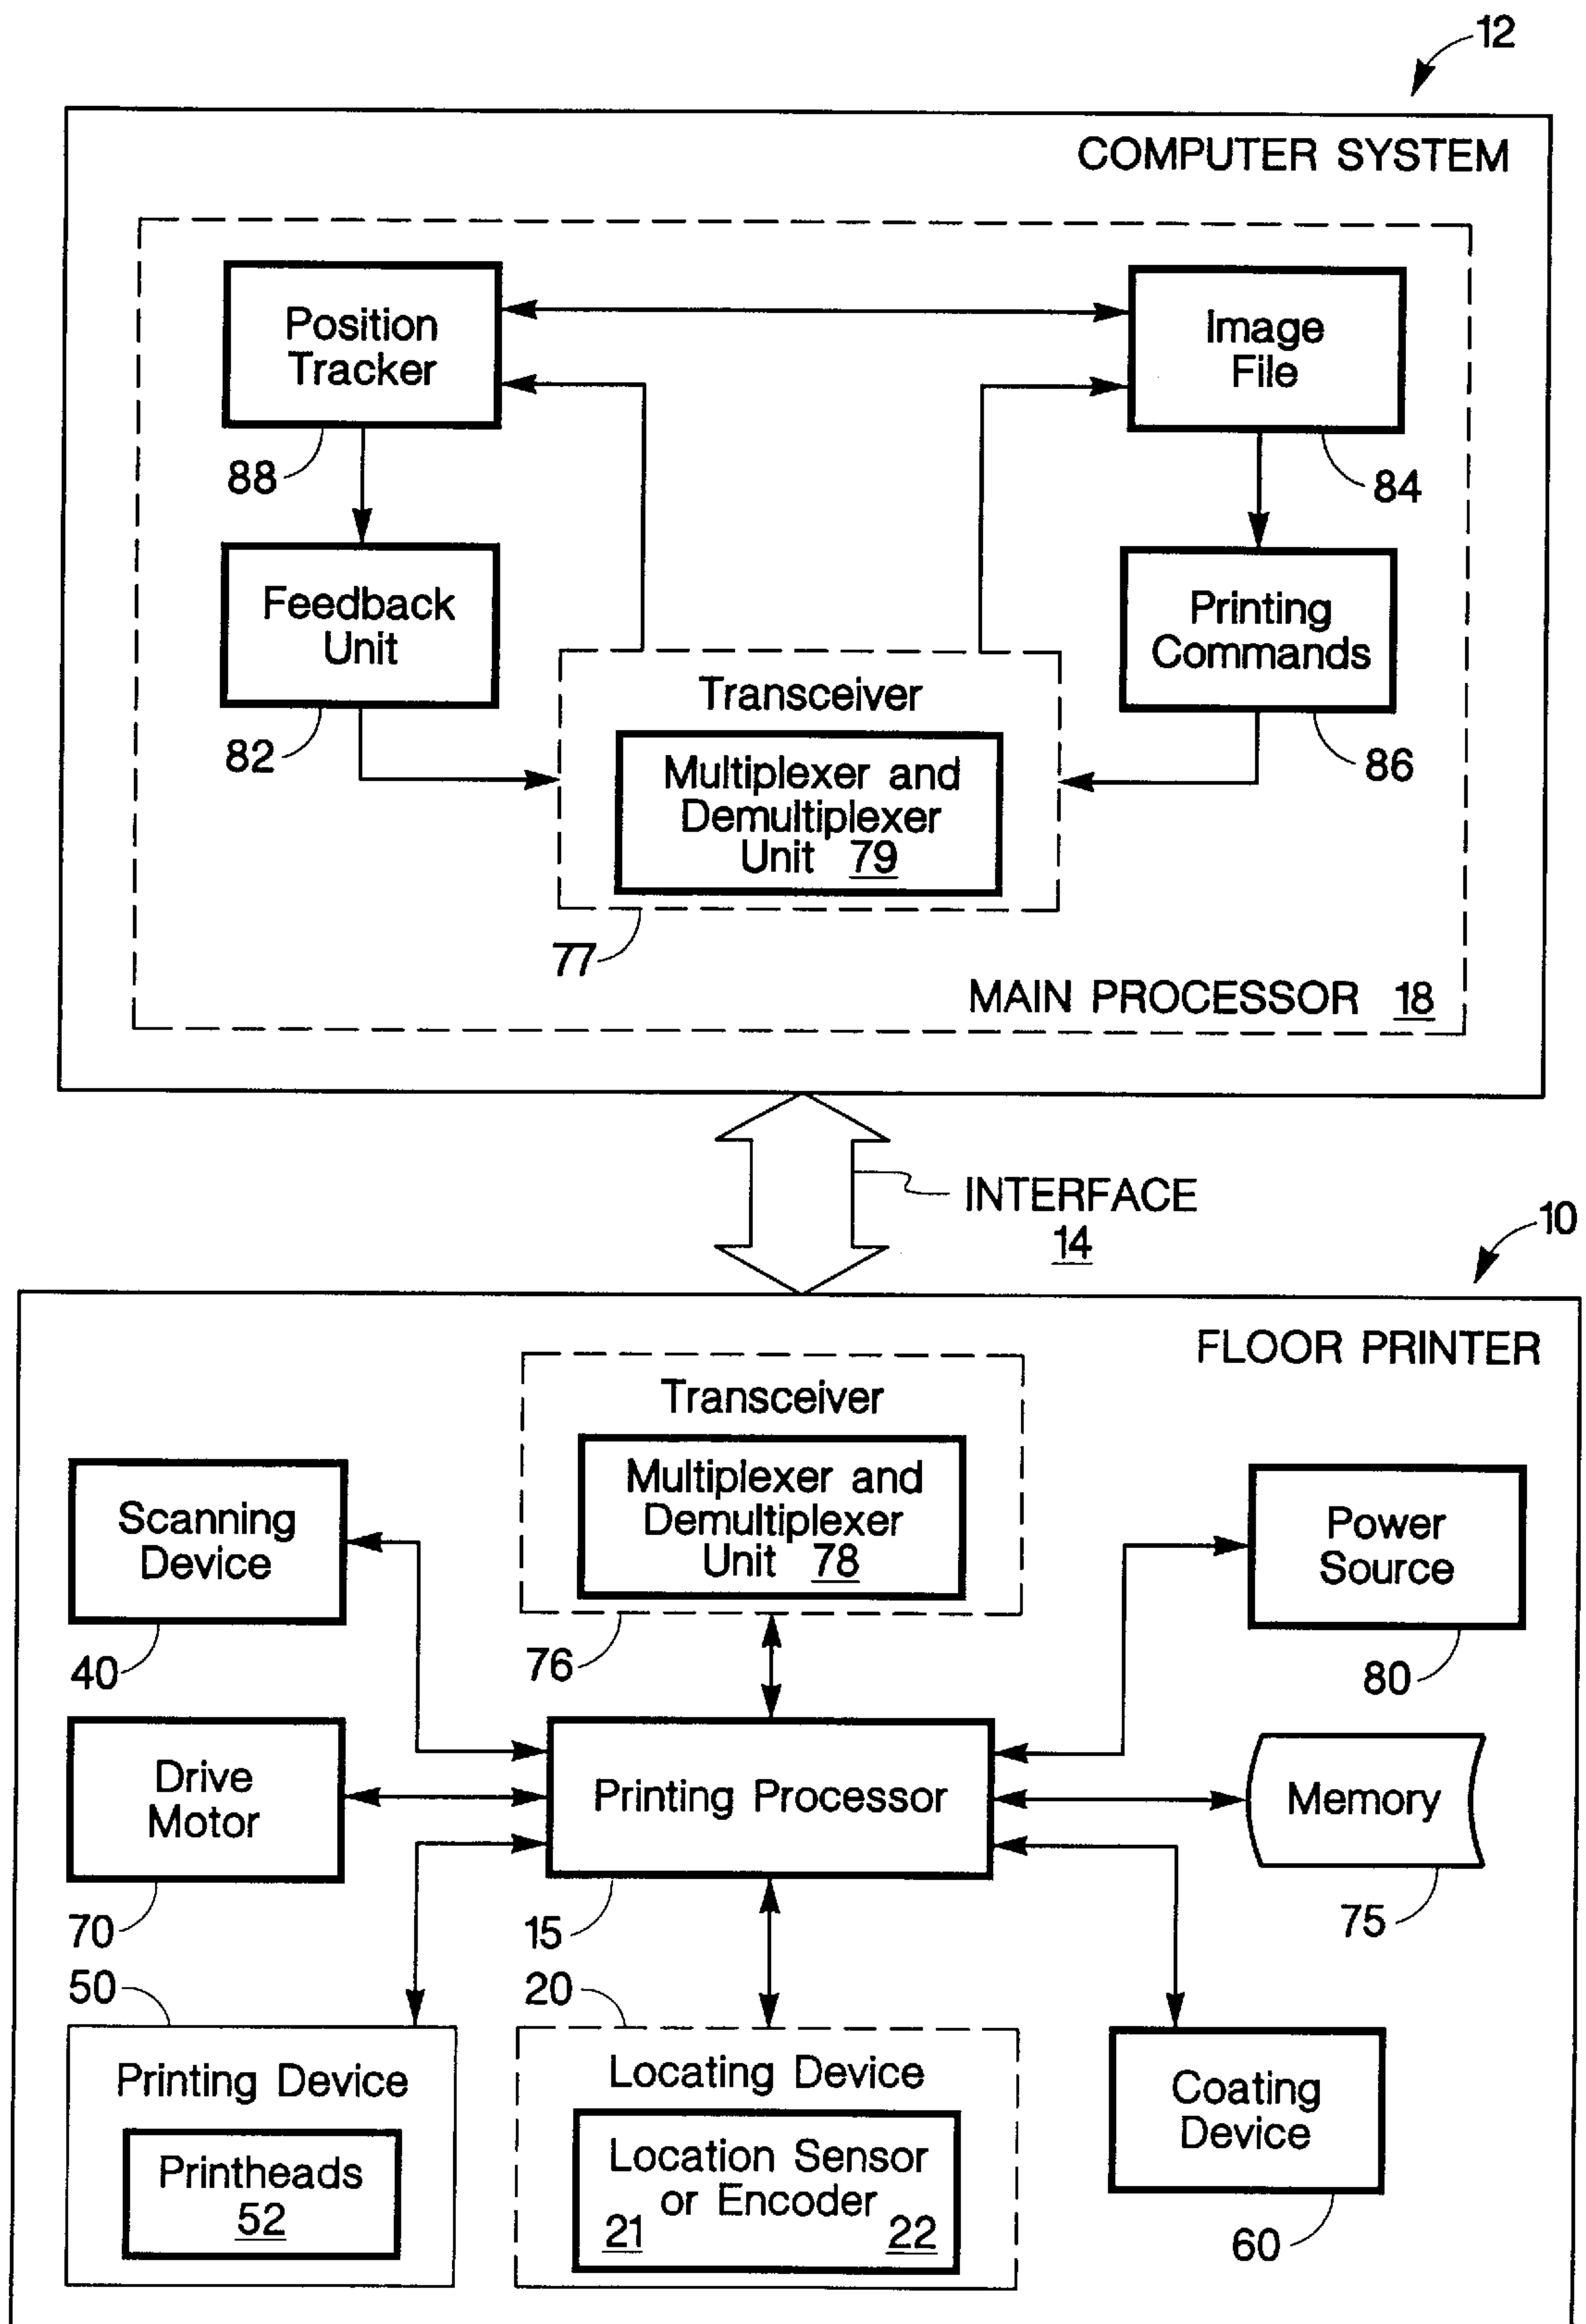 12
COMPUTER SYSTEM
Position
Tracker
Image
File
88
84
Feedback
Unit
Printing
Commands
Transceiver
82
86
Multiplexer and
Demultiplexer
Unit 79
77
MAIN PROCESSOR 18
INTERFACE
14
10
FLOOR PRINTER
Transceiver
Multiplexer and
Demultiplexer
Unit 78
Scanning
Device
Power
Source
40
76
80
Drive
Motor
Printing Processor
Memory
70
15
75
50
20
Printing Device
Locating Device
Coating
Device
Printheads
52
Location Sensor
or Encoder
21 22
60